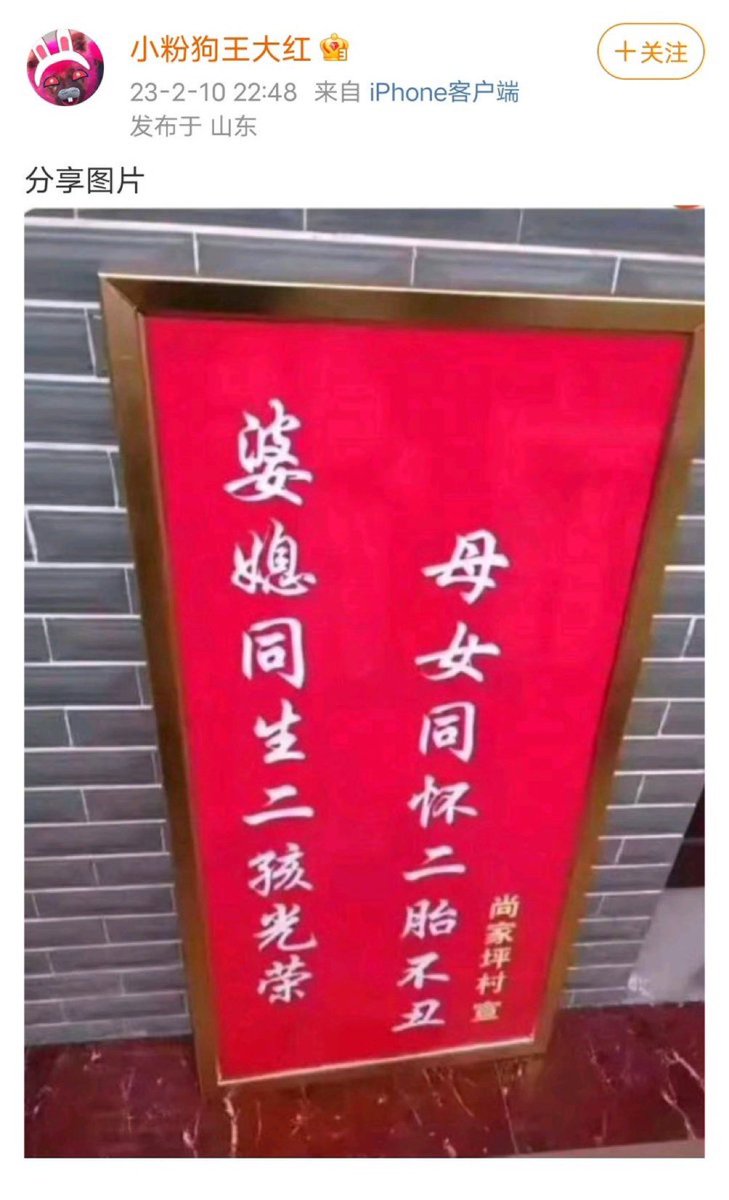 小粉狗王大红
+关注
23-2-10 22:48 来自 iPhone客户端
发布于 山东
分享图片
婆媳同生二孩光荣
母女同怀二胎不丑
尚家坪村宣